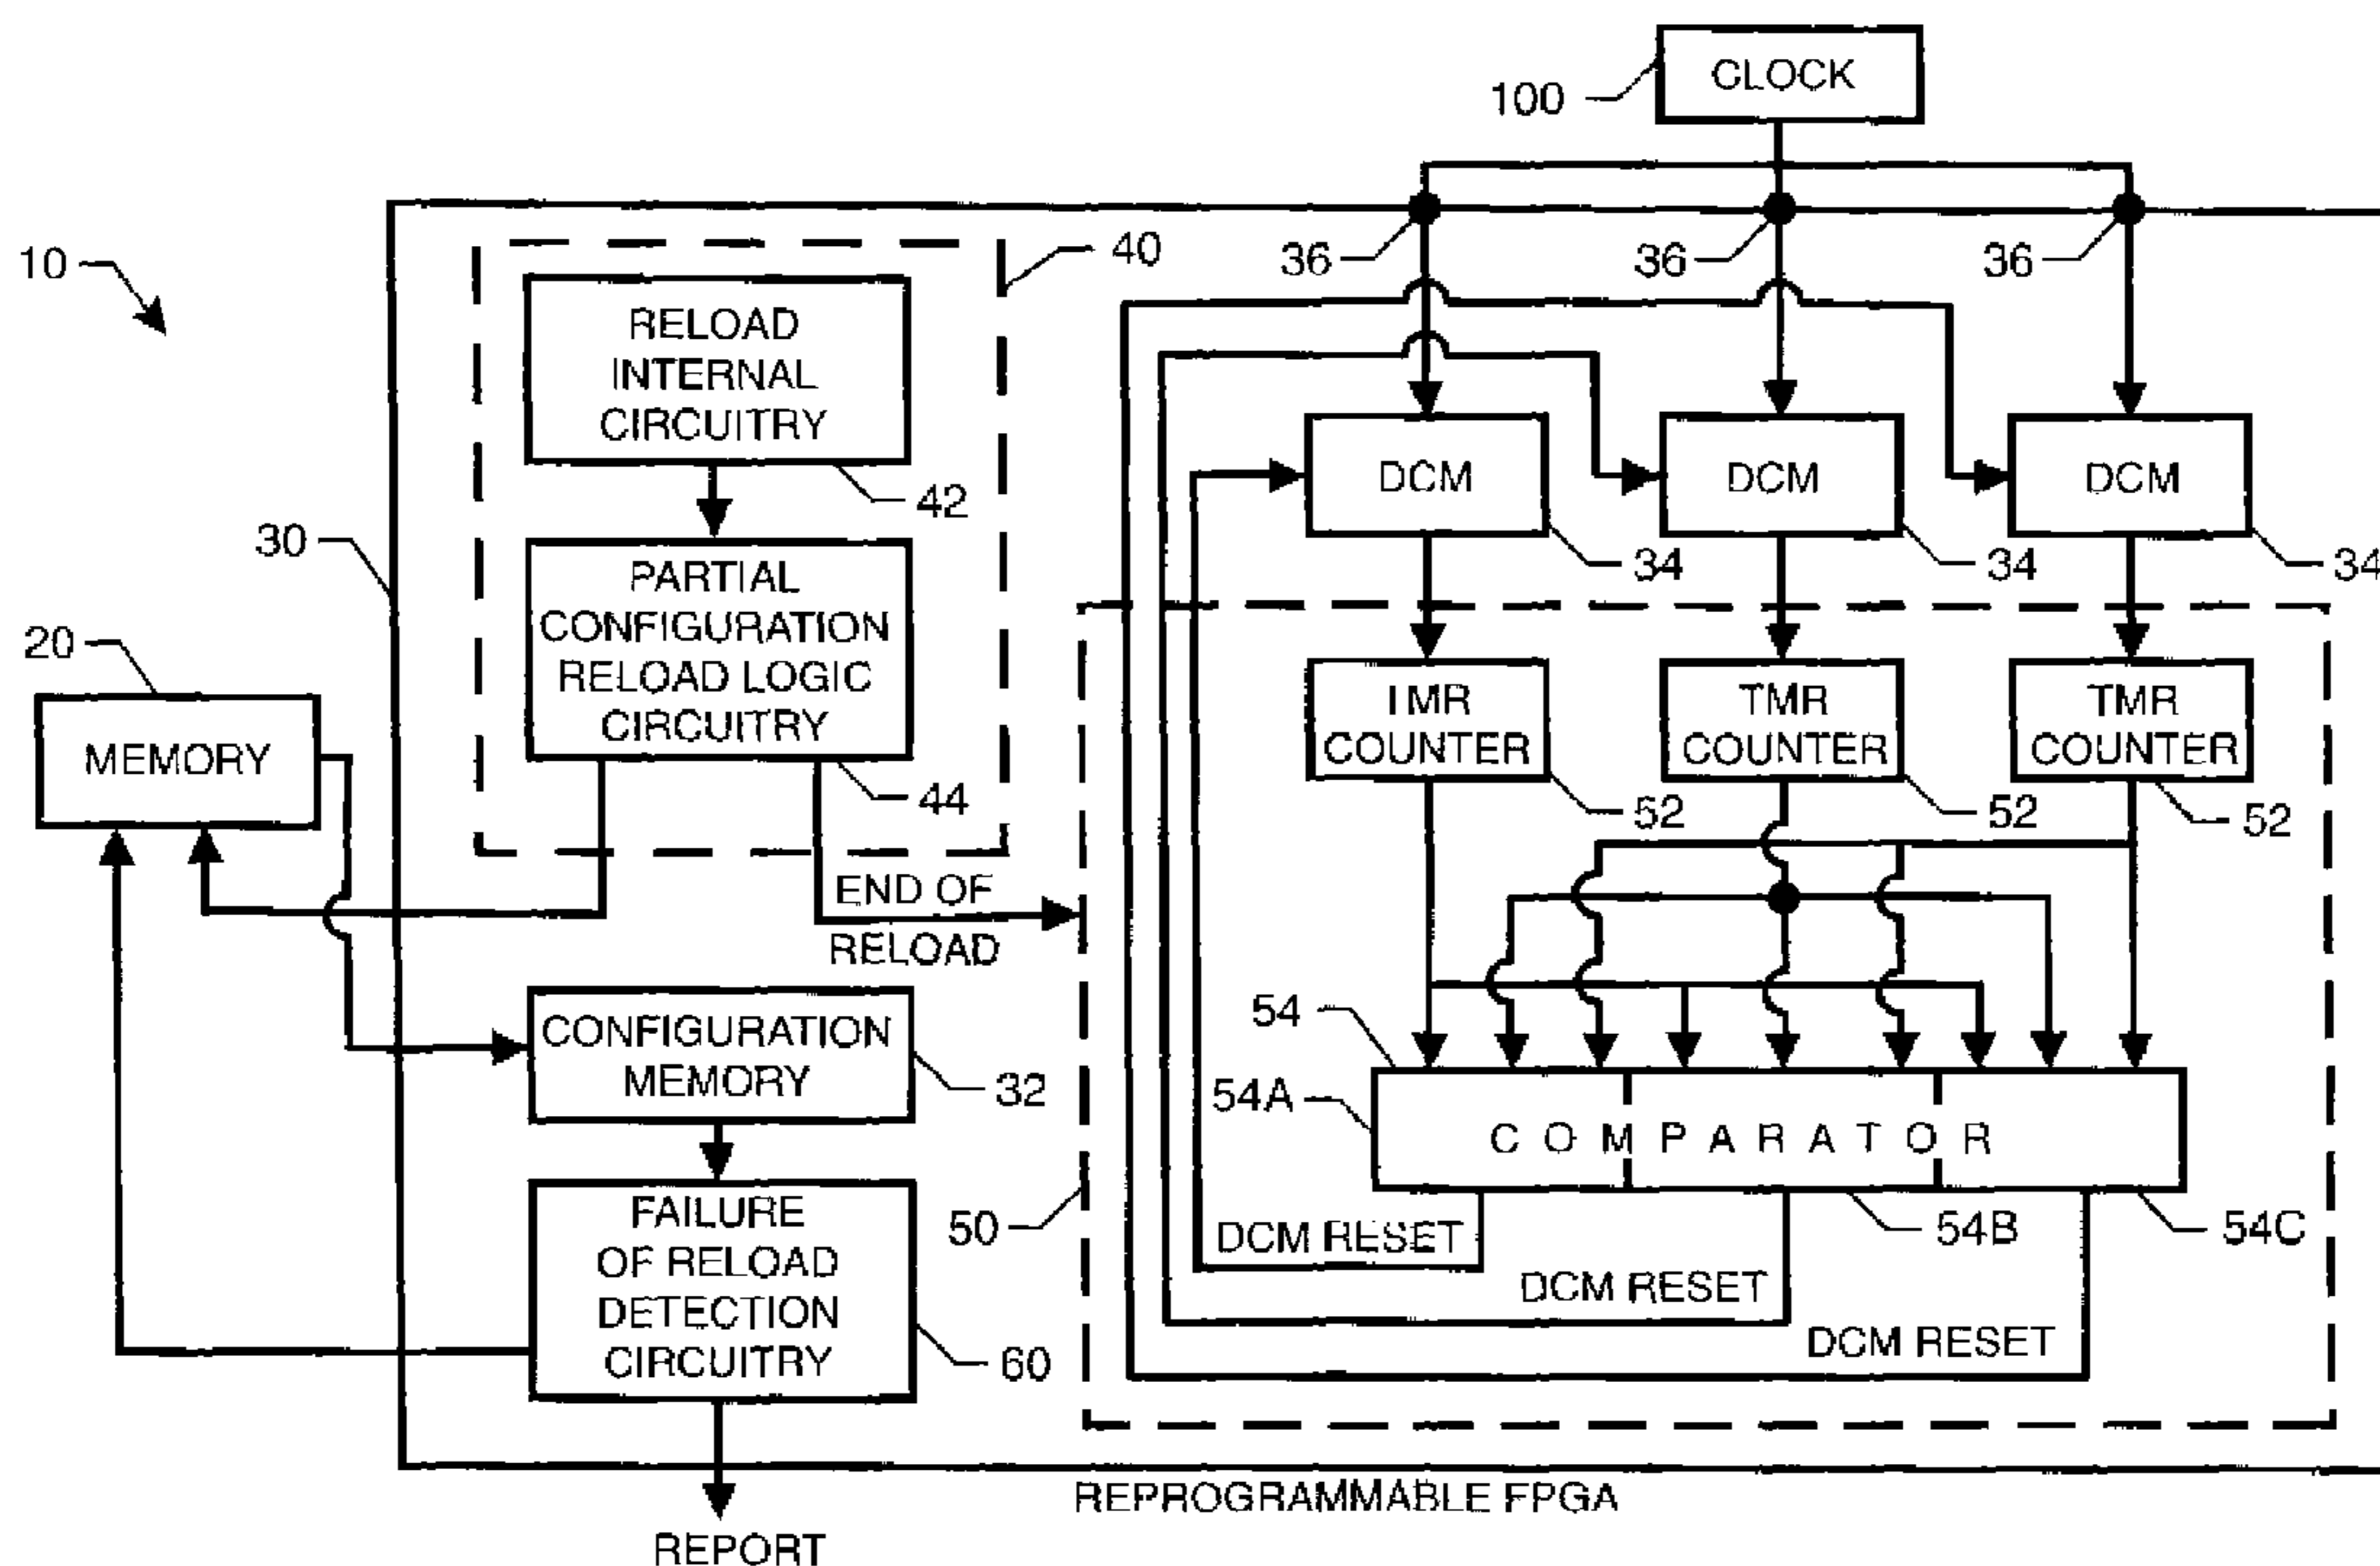 CLOCK
100
10
40
36
36
36
RELOAD
INTERNAL
CIRCUITRY
42
30
DCM
DCM
DCM
34
34
34
PARTIAL
CONFIGURATION
RELOAD LOGIC
CIRCUITRY
44
20
MEMORY
TMR
COUNTER
TMR
COUNTER
TMR
COUNTER
52
52
52
END OF
RELOAD
CONFIGURATION
MEMORY
32
54
54A
COMPARATOR
54B
54C
50
DCM RESET
DCM RESET
DCM RESET
FAILURE
OF RELOAD
DETECTION
CIRCUITRY
60
REPROGRAMMABLE FPGA
REPORT